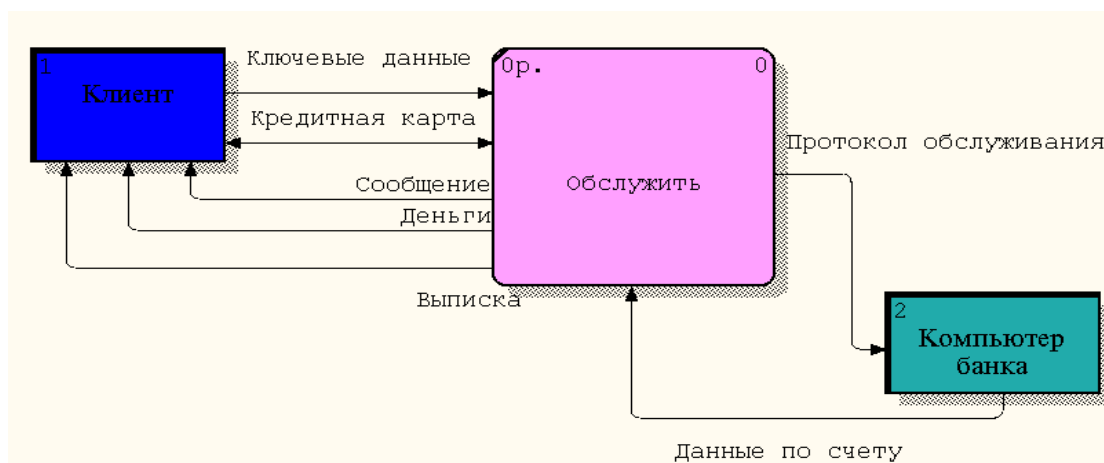 1
Клиент
Ключевые данные
Кредитная карта
Сообщение
Деньги
Выписка
0р.
0
Обслужить
Протокол обслуживания
2
Компьютер
банка
Данные по счету